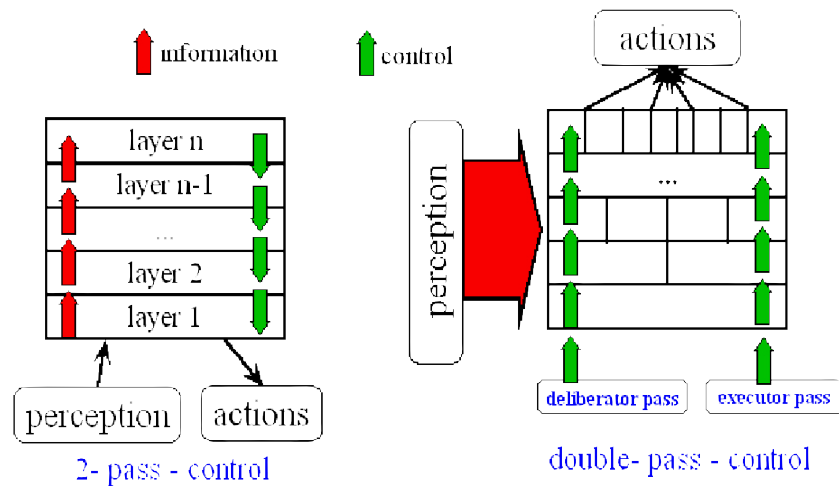 information
control
actions
layer n
layer n-1
...
layer 2
layer 1
perception
actions
2- pass - control
perception
...
deliberator pass
executor pass
double- pass - control